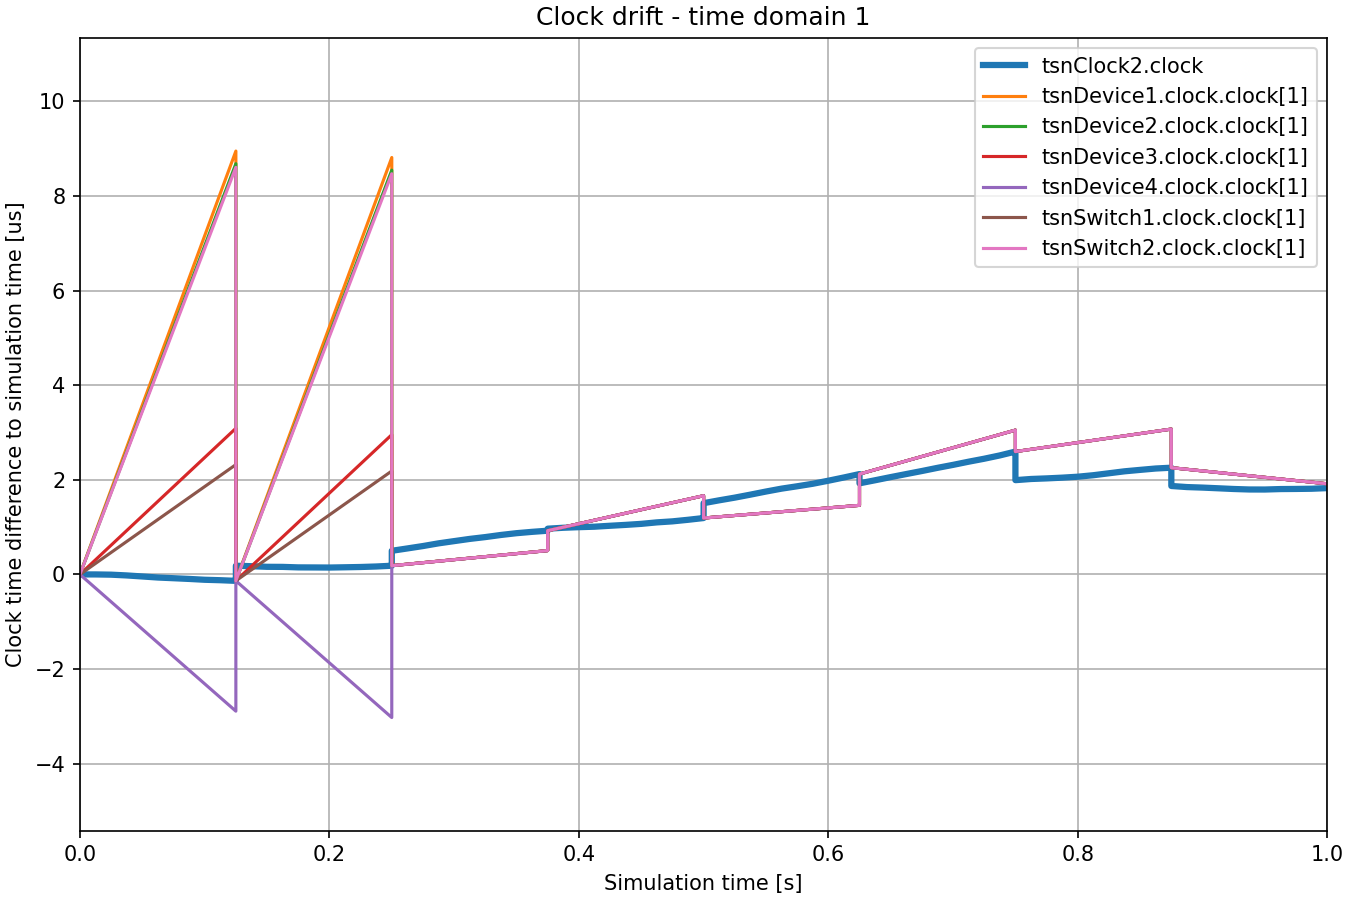 Clock drift - time domain 1
Clock time difference to simulation time [us]
10
8
6
4
2
0
−2
−4
tsnClock2.clock
tsnDevice1.clock.clock[1]
tsnDevice2.clock.clock[1]
tsnDevice3.clock.clock[1]
tsnDevice4.clock.clock[1]
tsnSwitch1.clock.clock[1]
tsnSwitch2.clock.clock[1]
0.0 0.2 0.4 0.6 0.8 1.0
Simulation time [s]